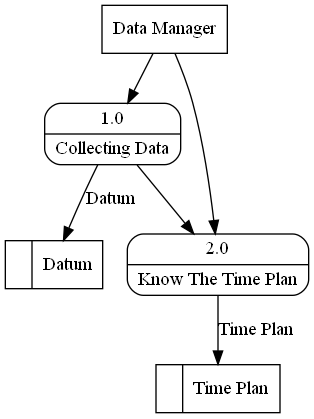 Data Manager
1.0
Collecting Data
Datum
Datum
2.0
Know The Time Plan
Time Plan
Time Plan